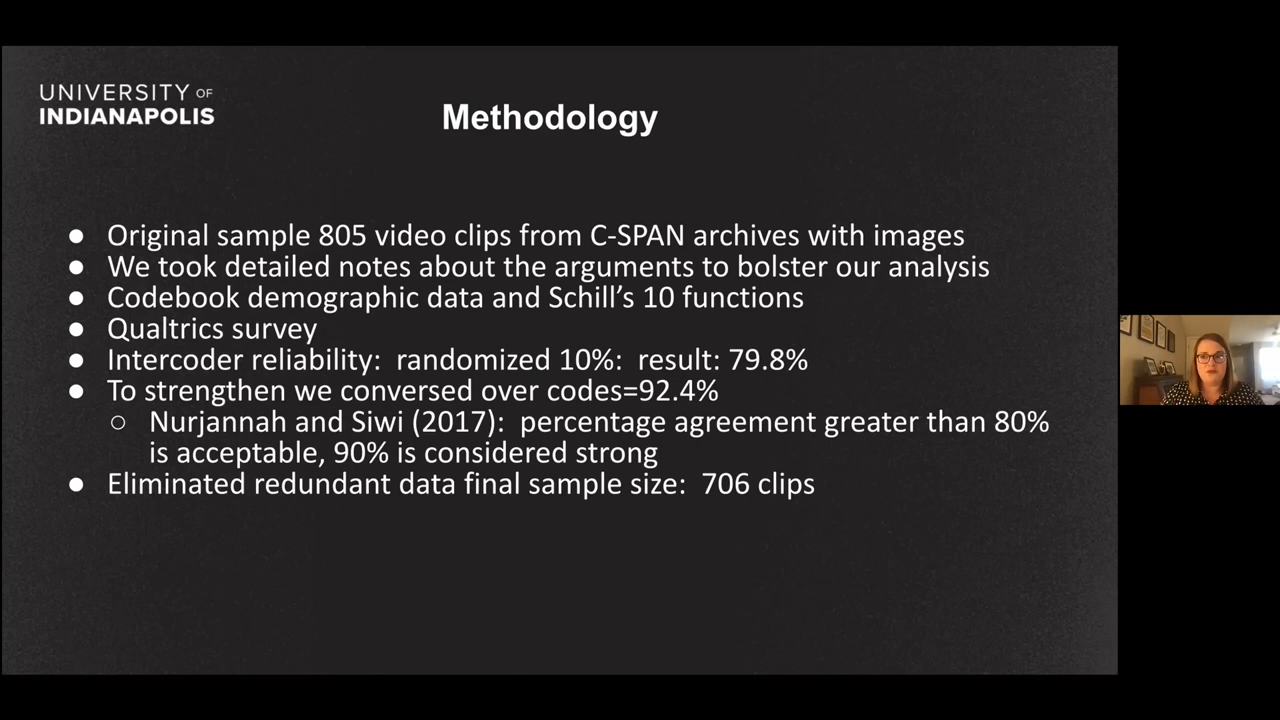 UNIVERSITY OF
INDIANAPOLIS
Methodology
● Original sample 805 video clips from C-SPAN archives with images
● We took detailed notes about the arguments to bolster our analysis
● Codebook demographic data and Schill’s 10 functions
● Qualtrics survey
● Intercoder reliability: randomized 10%: result: 79.8%
● To strengthen we conversed over codes=92.4%
○ Nurjannah and Siwi (2017): percentage agreement greater than 80%
is acceptable, 90% is considered strong
● Eliminated redundant data final sample size: 706 clips